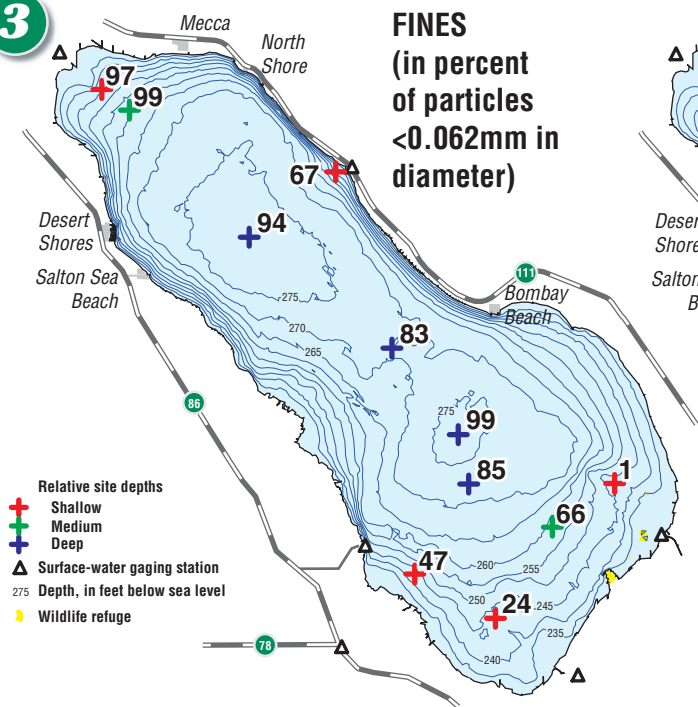 3
Mecca
North
Shore
FINES
(in percent
of particles
<0.062mm in
diameter)
97
99
67
94
Desert
Shores
Salton Sea
Beach
275
270
265
111
Bombay
Beach
83
86
275
99
85
1
66
Relative site depths
Shallow
Medium
Deep
Surface-water gaging station
275 Depth, in feet below sea level
Wildlife refuge
260
255
47
250
24
245
235
240
78
Deser
Shore
Salton
B